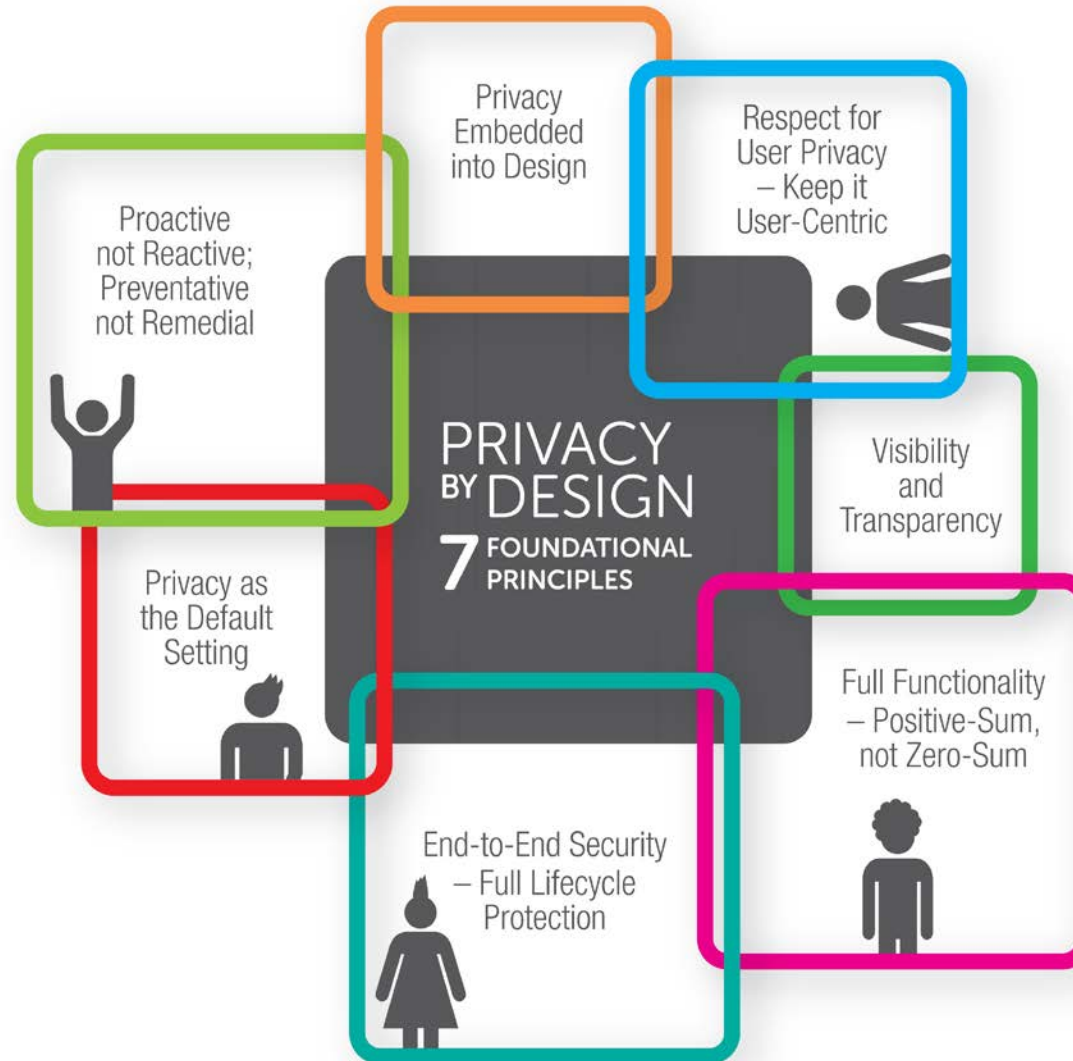 Privacy
Embedded
into Design
Respect for
User Privacy
– Keep it
User-Centric
Proactive
not Reactive;
Preventative
not Remedial
PRIVACY
BY DESIGN
7 FOUNDATIONAL
PRINCIPLES
Visibility
and
Transparency
Privacy as
the Default
Setting
Full Functionality
– Positive-Sum,
not Zero-Sum
End-to-End Security
– Full Lifecycle
Protection